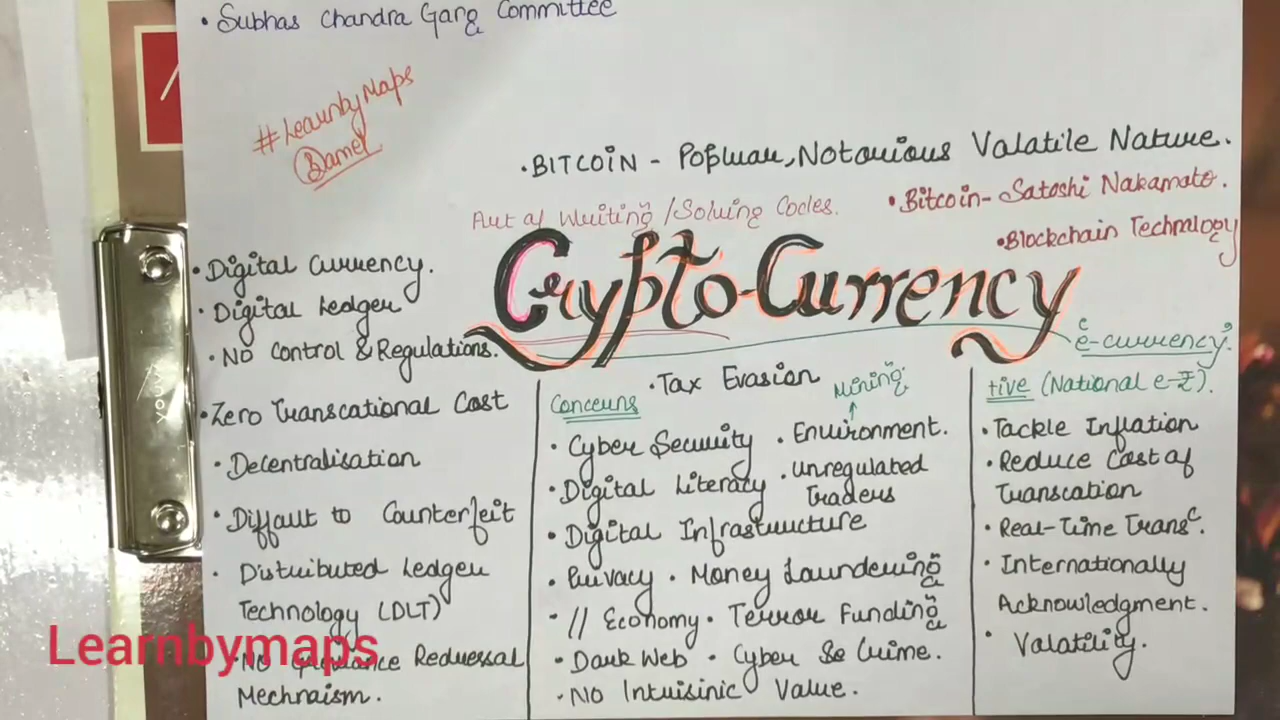 • Subhas Chandra Garg Committee
#LearnbyMaps
• BITCOIN - Popular, Notorious Valatile Nature.
Art of Writing / Solving Codes.
• Bitcoin - Satoshi Nakamoto.
• Blockchain Technology
Crypto-Currency
e-currency.
• Digital Currency.
• Digital Ledger
• NO Control & Regulations.
• Zero Transcational Cost
• Decentralisation
• Difficult to Counterfeit
• Distributed Ledger
Technology (DLT)
• NO Grievance Redressal
Mechnaism.
• Tax Evasion
Concerns
Mining
• Cyber Security • Environment.
• Digital Literacy • unregulated
Traders
• Digital Infrastructure
• Privacy • Money Laundering
• // Economy • Terror Funding
• Dark Web • Cyber Se Crime.
• NO Intrisinic Value.
+ive (National e-₹).
• Tackle Inflation
• Reduce Cost of
Transcation
• Real-Time Transc.
• Internationally
Acknowledgment.
• Valatility.
Learnbymaps